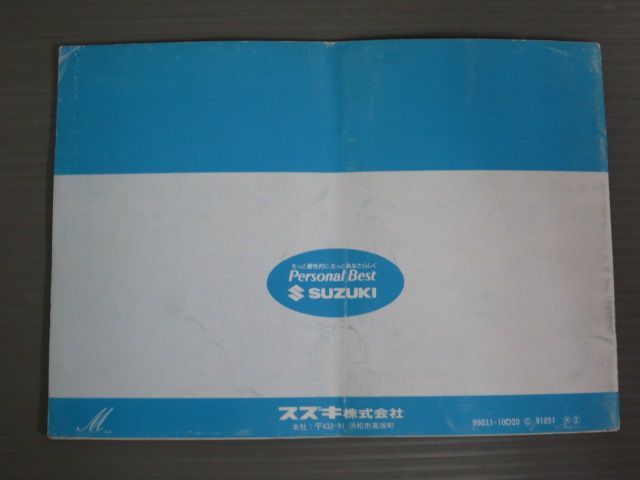 もっと個性的に、もっとあなたらしく
Personal Best
SUZUKI
M
スズキ株式会社
本社:〒432-91 浜松市高塚町
99011-10D20 © 91051